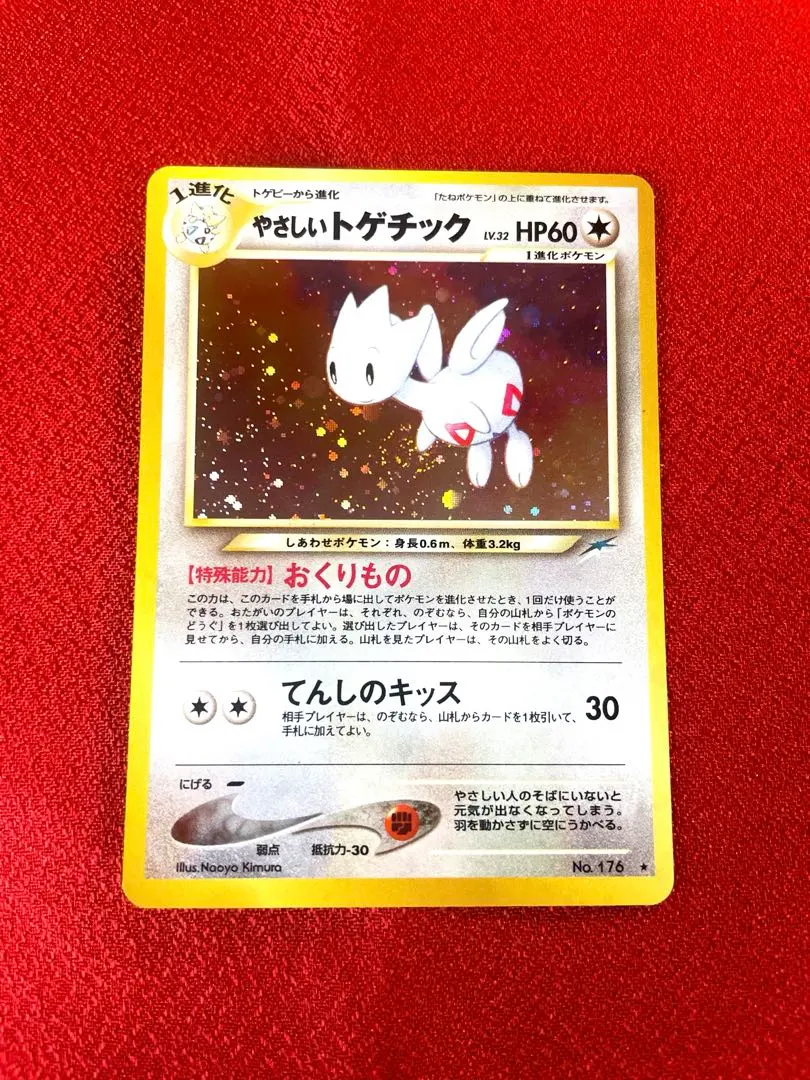 1進化
トゲピーから進化
「たねポケモン」の上に重ねて進化させます。
やさしいトゲチック LV.32 HP60
1進化ポケモン
しあわせポケモン：身長0.6m、体重3.2kg
【特殊能力】おくりもの
この力は、このカードを手札から場に出してポケモンを進化させたとき、1回だけ使うことが
できる。おたがいのプレイヤーは、それぞれ、のぞむなら、自分の山札から「ポケモンの
どうぐ」を1枚選び出してよい。選び出したプレイヤーは、そのカードを相手プレイヤーに
見せてから、自分の手札に加える。山札を見たプレイヤーは、その山札をよく切る。
てんしのキッス 30
相手プレイヤーは、のぞむなら、山札からカードを1枚引いて、
手札に加えてよい。
にげる
弱点 抵抗力-30
やさしい人のそばにいないと
元気が出なくなってしまう。
羽を動かさずに空にうかべる。
Illus.Naoyo Kimura
No. 176 ★